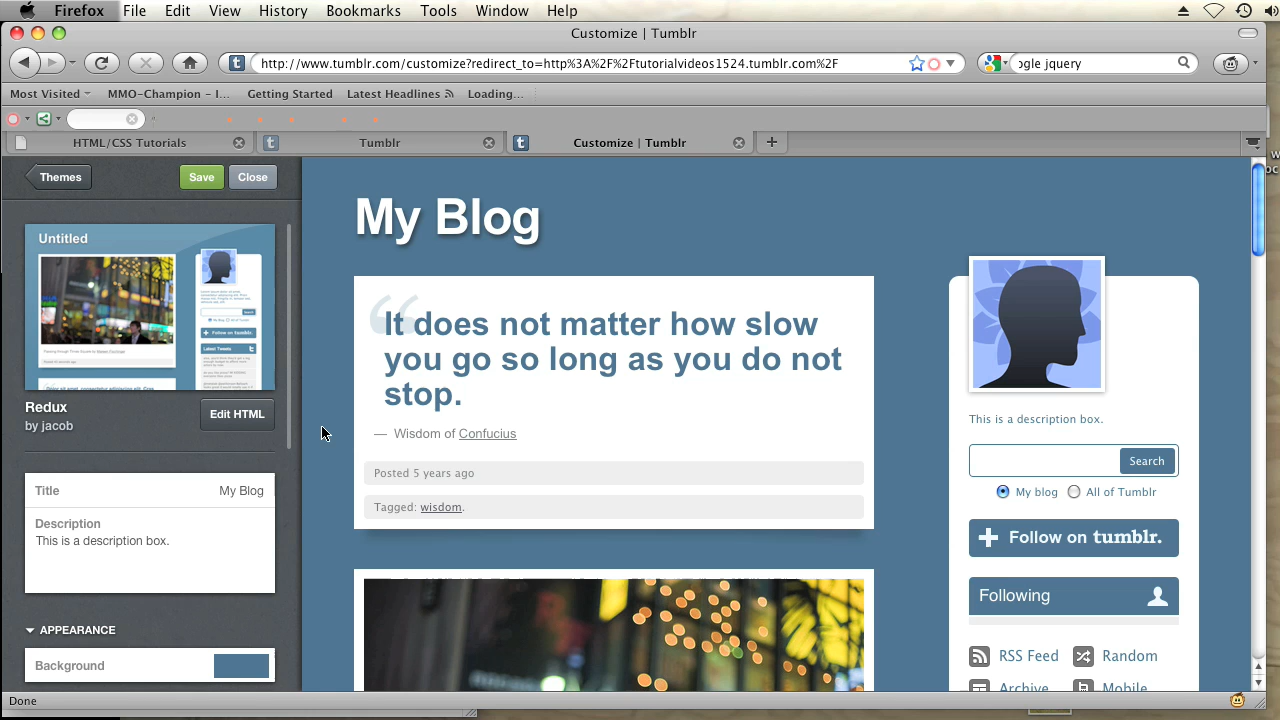 Firefox File Edit View History Bookmarks Tools Window Help
Customize | Tumblr
http://www.tumblr.com/customize?redirect_to=http%3A%2F%2Ftutorialvideos1524.tumblr.com%2F
ogle jquery
Most Visited MMO-Champion - I... Getting Started Latest Headlines Loading...
HTML/CSS Tutorials Tumblr Customize | Tumblr
Themes Save Close
Untitled
Follow on tumblr.
Latest Tweets
Redux
by jacob
Edit HTML
Title My Blog
Description
This is a description box.
APPEARANCE
Background
My Blog
It does not matter how slow
you go so long as you do not
stop.
— Wisdom of Confucius
Posted 5 years ago
Tagged: wisdom.
This is a description box.
Search
My blog All of Tumblr
Follow on tumblr.
Following
RSS Feed Random
Archive Mobile
Done